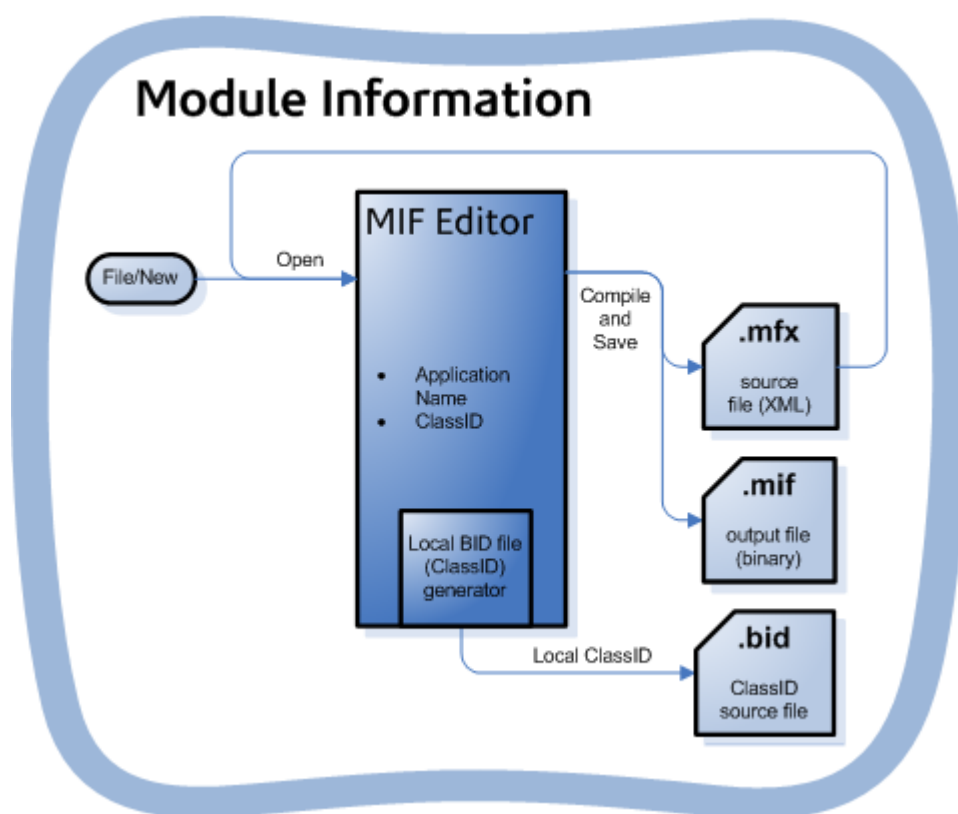 Module Information
MIF Editor
Open
File/New
Compile
and
Save
.mfx
source
file (XML)
• Application
Name
• ClassID
.mif
output file
(binary)
Local BID file
(ClassID)
generator
.bid
Local ClassID
ClassID
source file